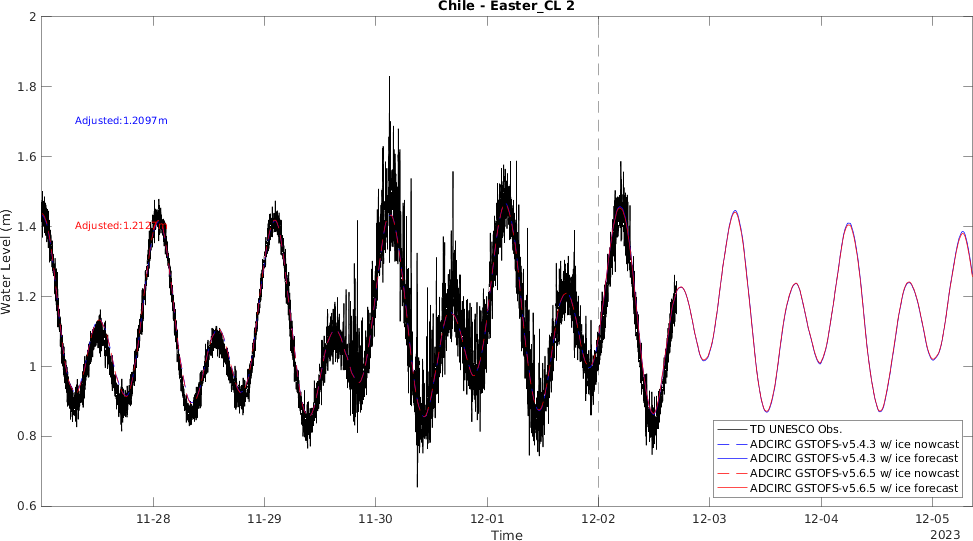 Chile - Easter_CL 2
2
1.8
1.6
1.4
1.2
1
0.8
0.6
Water Level (m)
Adjusted:1.2097m
TD UNESCO Obs.
ADCIRC GSTOFS-v5.4.3 w/ ice nowcast
ADCIRC GSTOFS-v5.4.3 w/ ice forecast
ADCIRC GSTOFS-v5.6.5 w/ ice nowcast
ADCIRC GSTOFS-v5.6.5 w/ ice forecast
11-28 11-29 11-30 12-01 12-02 12-03 12-04 12-05
Time
2023